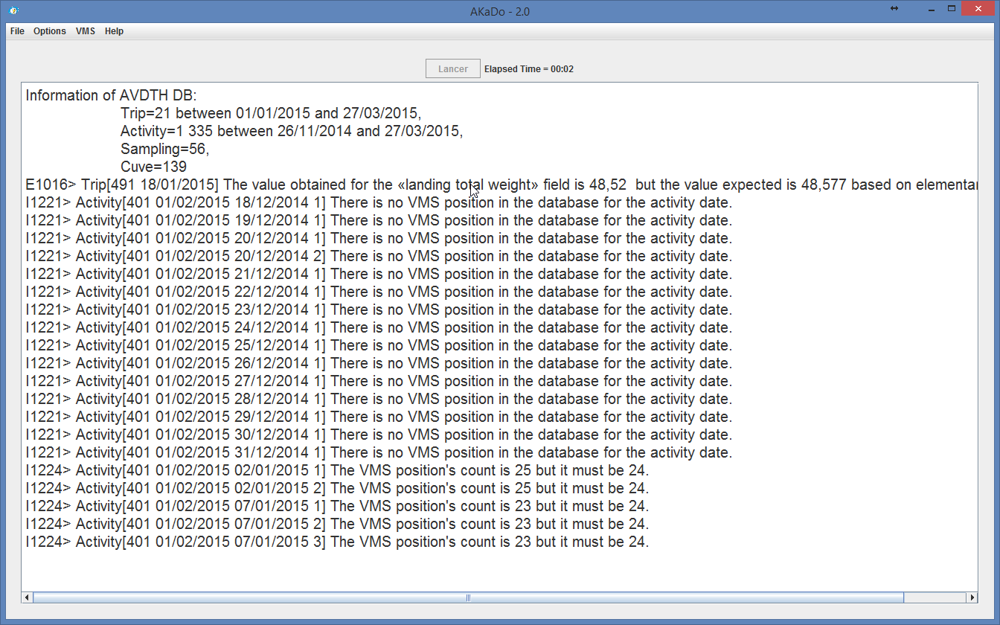 AKaDo - 2.0
File Options VMS Help
Lancer Elapsed Time = 00:02
Information of AVDTH DB:
Trip=21 between 01/01/2015 and 27/03/2015,
Activity=1 335 between 26/11/2014 and 27/03/2015,
Sampling=56,
Cuve=139
E1016> Trip[491 18/01/2015] The value obtained for the «landing total weight» field is 48,52  but the value expected is 48,577 based on elementar
I1221> Activity[401 01/02/2015 18/12/2014 1] There is no VMS position in the database for the activity date.
I1221> Activity[401 01/02/2015 19/12/2014 1] There is no VMS position in the database for the activity date.
I1221> Activity[401 01/02/2015 20/12/2014 1] There is no VMS position in the database for the activity date.
I1221> Activity[401 01/02/2015 20/12/2014 2] There is no VMS position in the database for the activity date.
I1221> Activity[401 01/02/2015 21/12/2014 1] There is no VMS position in the database for the activity date.
I1221> Activity[401 01/02/2015 22/12/2014 1] There is no VMS position in the database for the activity date.
I1221> Activity[401 01/02/2015 23/12/2014 1] There is no VMS position in the database for the activity date.
I1221> Activity[401 01/02/2015 24/12/2014 1] There is no VMS position in the database for the activity date.
I1221> Activity[401 01/02/2015 25/12/2014 1] There is no VMS position in the database for the activity date.
I1221> Activity[401 01/02/2015 26/12/2014 1] There is no VMS position in the database for the activity date.
I1221> Activity[401 01/02/2015 27/12/2014 1] There is no VMS position in the database for the activity date.
I1221> Activity[401 01/02/2015 28/12/2014 1] There is no VMS position in the database for the activity date.
I1221> Activity[401 01/02/2015 29/12/2014 1] There is no VMS position in the database for the activity date.
I1221> Activity[401 01/02/2015 30/12/2014 1] There is no VMS position in the database for the activity date.
I1221> Activity[401 01/02/2015 31/12/2014 1] There is no VMS position in the database for the activity date.
I1224> Activity[401 01/02/2015 02/01/2015 1] The VMS position's count is 25 but it must be 24.
I1224> Activity[401 01/02/2015 02/01/2015 2] The VMS position's count is 25 but it must be 24.
I1224> Activity[401 01/02/2015 07/01/2015 1] The VMS position's count is 23 but it must be 24.
I1224> Activity[401 01/02/2015 07/01/2015 2] The VMS position's count is 23 but it must be 24.
I1224> Activity[401 01/02/2015 07/01/2015 3] The VMS position's count is 23 but it must be 24.